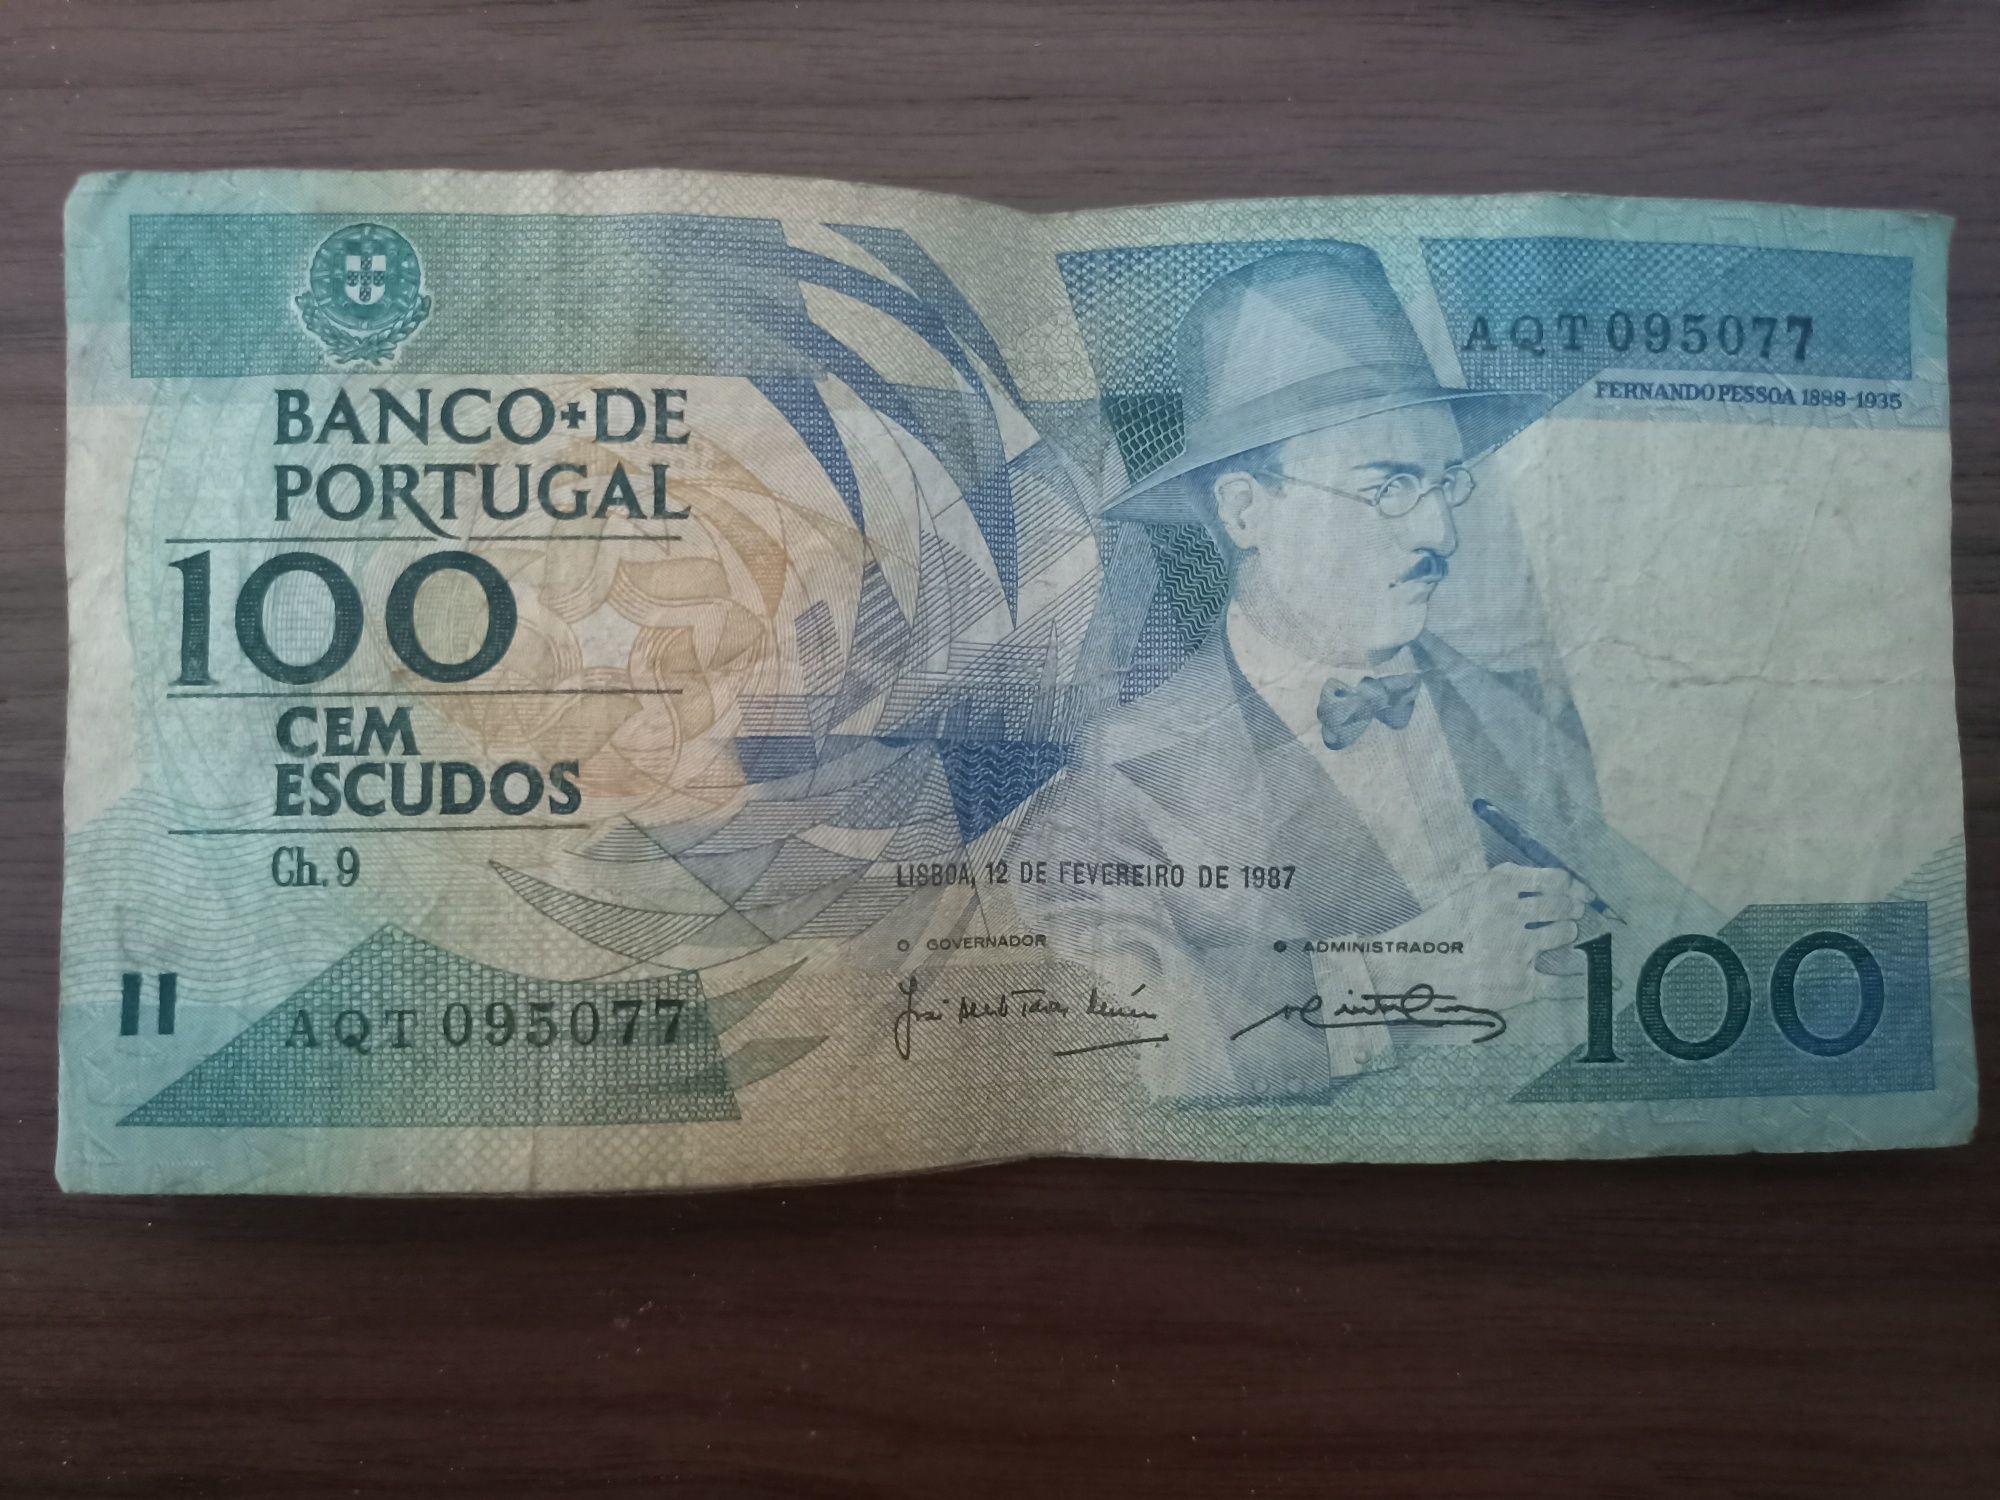 AQT 095077
FERNANDO PESSOA 1888-1935
BANCO DE
PORTUGAL
100
CEM
ESCUDOS
Ch. 9
LISBOA, 12 DE FEVEREIRO DE 1987
O GOVERNADOR
O ADMINISTRADOR
AQT 095077
100